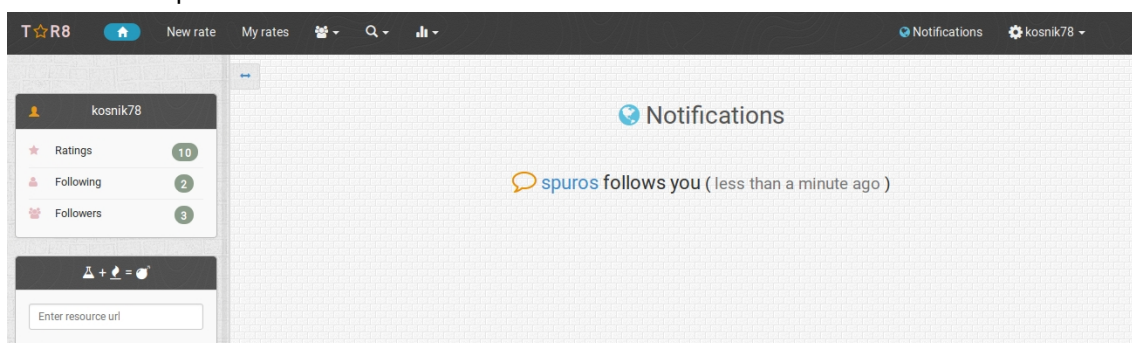 T☆R8 New rate My rates Notifications kosnik78
kosnik78
Ratings 10
Following 2
Followers 3
+ =
Enter resource url
Notifications
spuros follows you ( less than a minute ago )